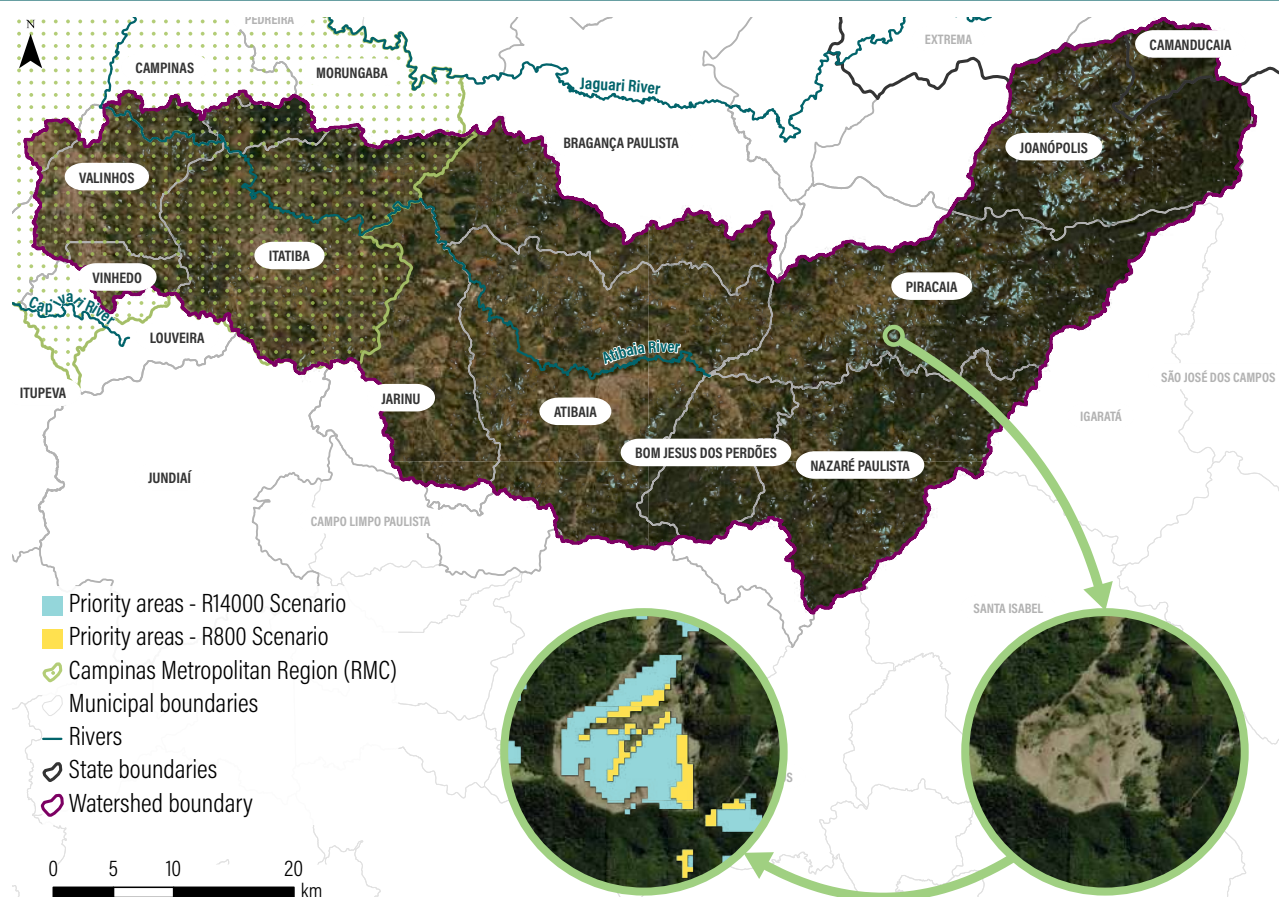 N
PEDREIRA
EXTREMA
CAMANDUCAIA
CAMPINAS
MORUNGABA
Jaguari River
BRAGANÇA PAULISTA
JOANÓPOLIS
VALINHOS
ITATIBA
VINHEDO
PIRACAIA
Capivari River
LOUVEIRA
Atibaia River
SÃO JOSÉ DOS CAMPOS
ITUPEVA
JARINU
ATIBAIA
IGARATÁ
BOM JESUS DOS PERDÕES
NAZARÉ PAULISTA
JUNDIAÍ
CAMPO LIMPO PAULISTA
Priority areas - R14000 Scenario
SANTA ISABEL
Priority areas - R800 Scenario
Campinas Metropolitan Region (RMC)
Municipal boundaries
Rivers
State boundaries
S
Watershed boundary
0 5 10 20
km